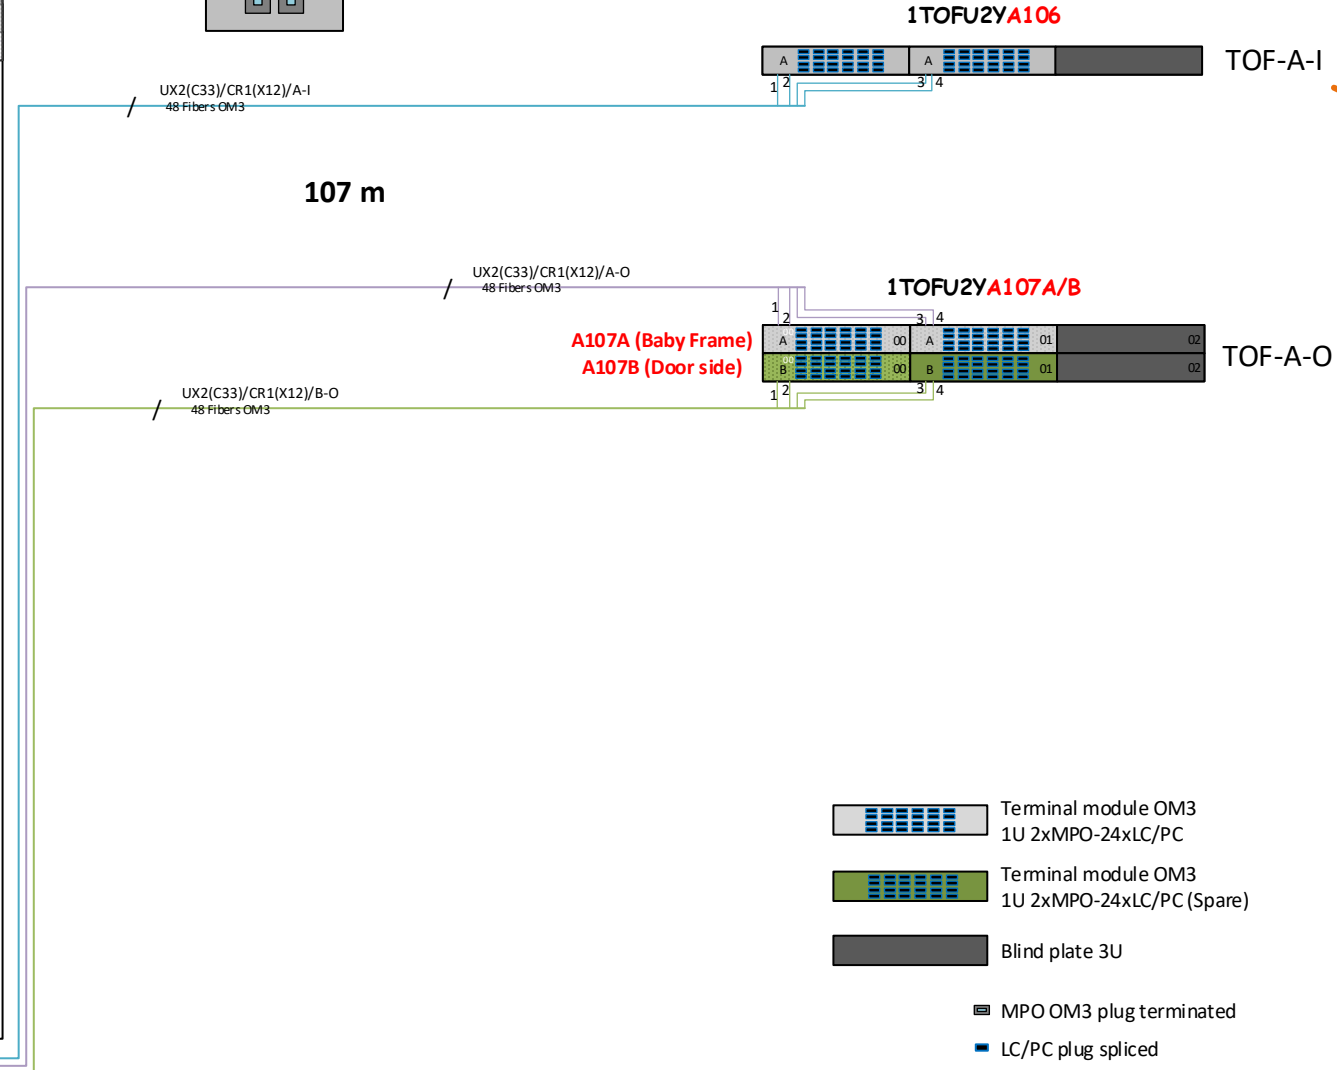 1TOFU2YA106
A A
TOF-A-I
1 2 3 4
UX2(C33)/CR1(X12)/A-I
48 Fibers OM3
107 m
UX2(C33)/CR1(X12)/A-O
48 Fibers OM3
1TOFU2YA107A/B
1 2 3 4
A107A (Baby Frame)
00
A 00 A 01 02
A107B (Door side)
00
B 00 B 01 02
TOF-A-O
1 2 3 4
UX2(C33)/CR1(X12)/B-O
48 Fibers OM3
Terminal module OM3
1U 2xMPO-24xLC/PC
Terminal module OM3
1U 2xMPO-24xLC/PC (Spare)
Blind plate 3U
MPO OM3 plug terminated
LC/PC plug spliced